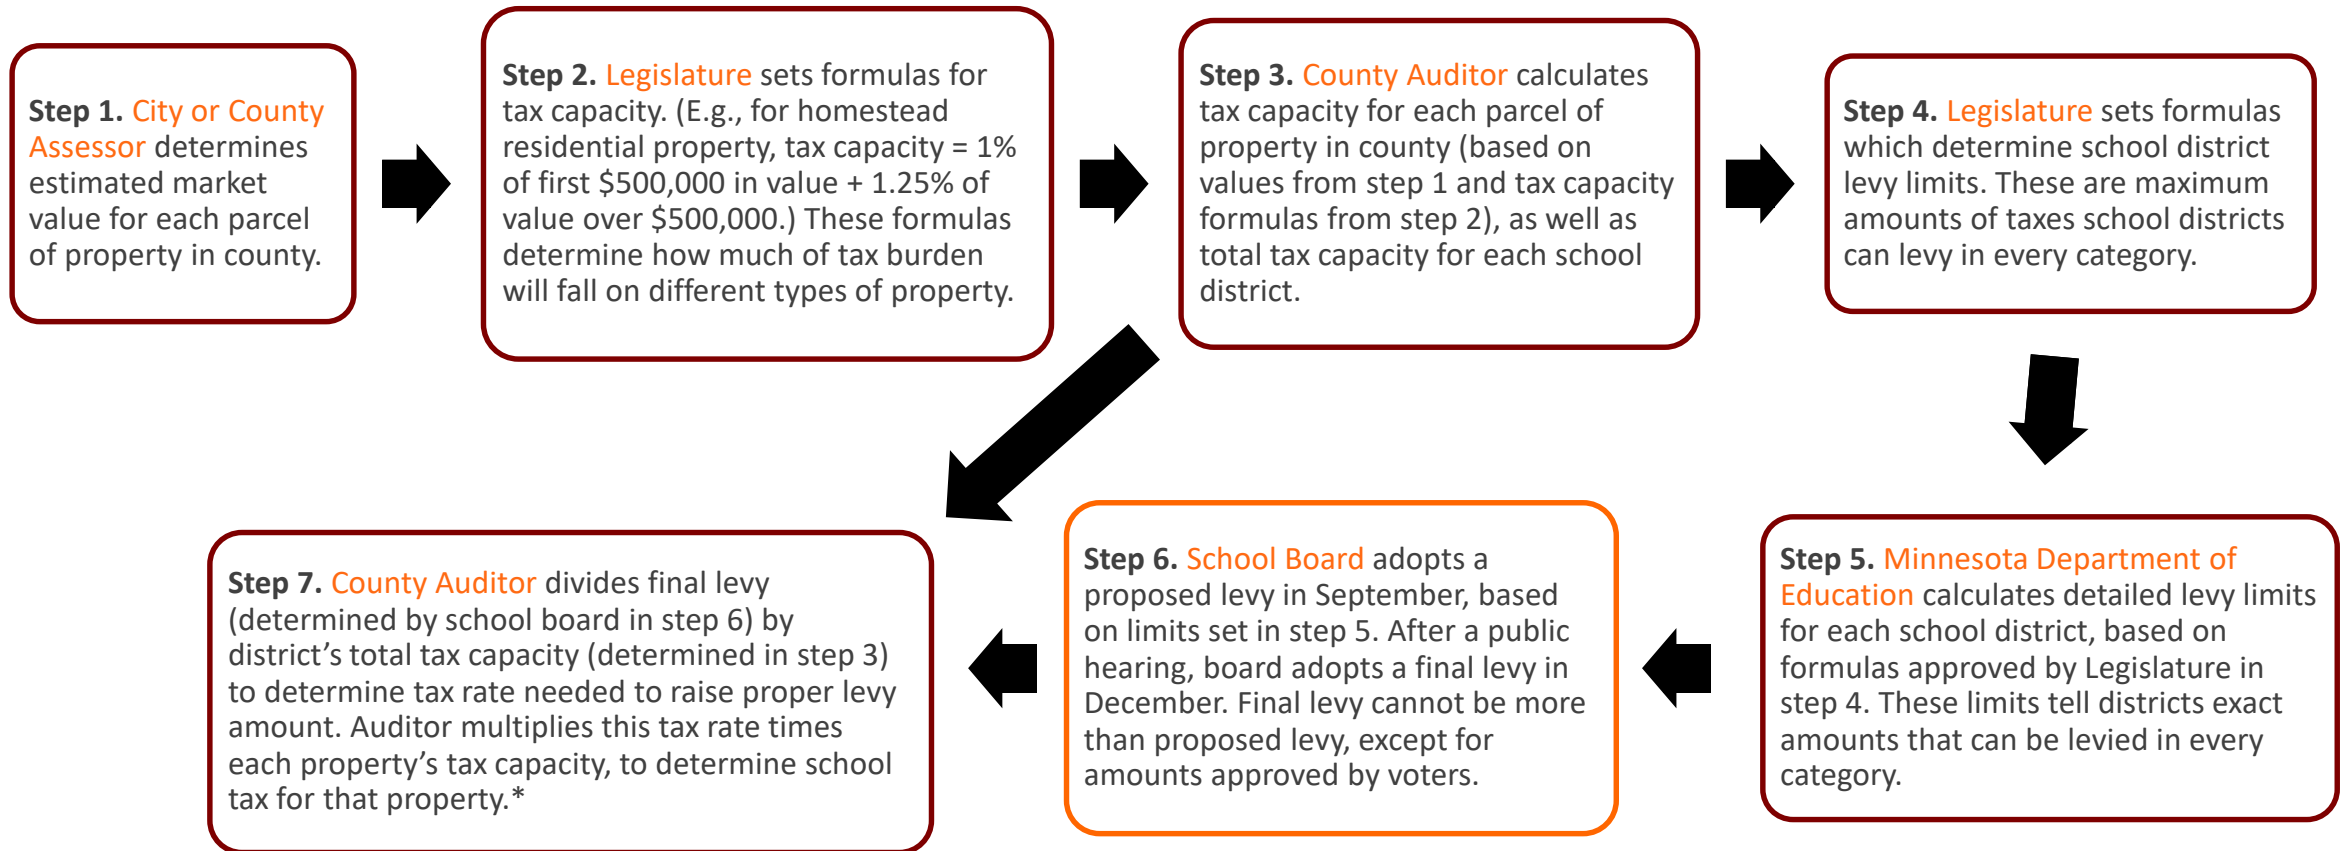 Step 1. City or County
Assessor determines
estimated market
value for each parcel
of property in county.
Step 2. Legislature sets formulas for
tax capacity. (E.g., for homestead
residential property, tax capacity = 1%
of first $500,000 in value + 1.25% of
value over $500,000.) These formulas
determine how much of tax burden
will fall on different types of property.
Step 3. County Auditor calculates
tax capacity for each parcel of
property in county (based on
values from step 1 and tax capacity
formulas from step 2), as well as
total tax capacity for each school
district.
Step 4. Legislature sets formulas
which determine school district
levy limits. These are maximum
amounts of taxes school districts
can levy in every category.
Step 5. Minnesota Department of
Education calculates detailed levy limits
for each school district, based on
formulas approved by Legislature in
step 4. These limits tell districts exact
amounts that can be levied in every
category.
Step 6. School Board adopts a
proposed levy in September, based
on limits set in step 5. After a public
hearing, board adopts a final levy in
December. Final levy cannot be more
than proposed levy, except for
amounts approved by voters.
Step 7. County Auditor divides final levy
(determined by school board in step 6) by
district’s total tax capacity (determined in step 3)
to determine tax rate needed to raise proper levy
amount. Auditor multiplies this tax rate times
each property’s tax capacity, to determine school
tax for that property.*